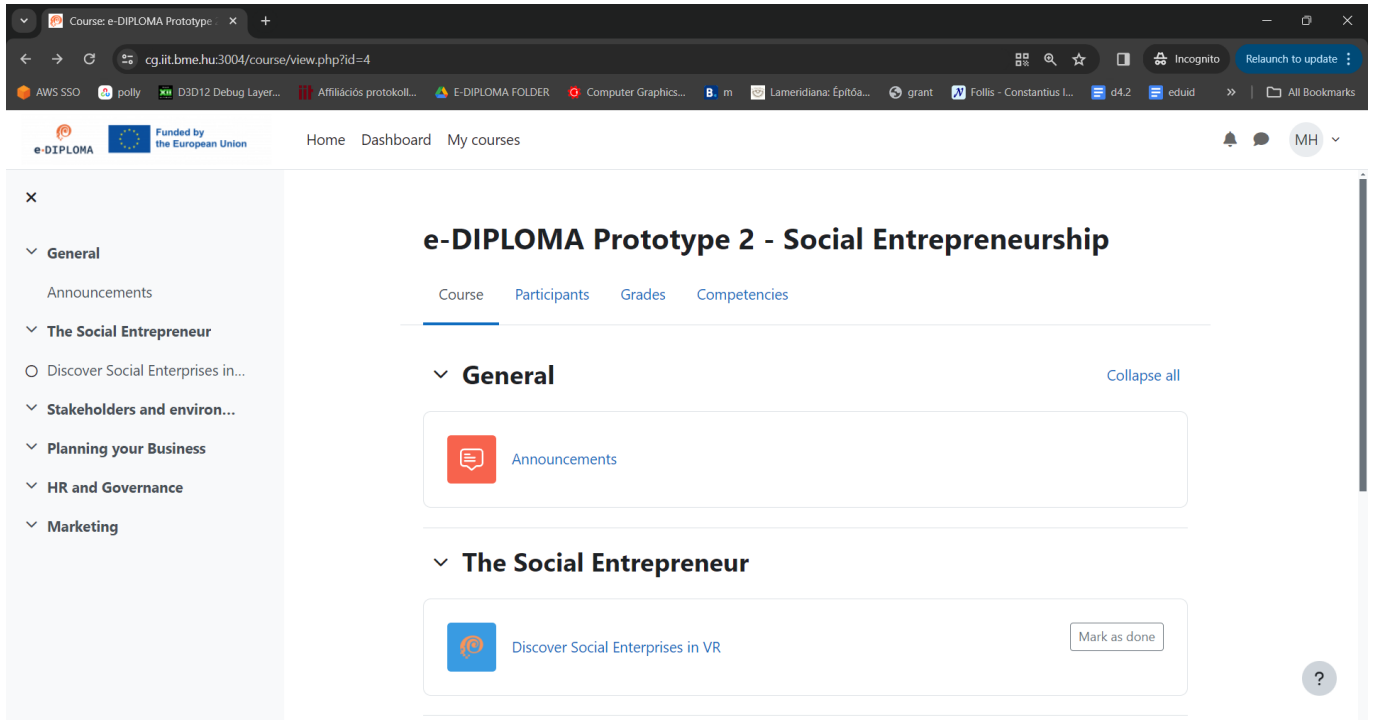 Course: e-DIPLOMA Prototype 2
cg.iit.bme.hu:3004/course/view.php?id=4
Incognito
Relaunch to update
AWS SSO
polly
D3D12 Debug Layer...
Affiliációs protokoll...
E-DIPLOMA FOLDER
Computer Graphics...
B. m
Lameridiana: Építőa...
grant
Follis - Constantius I...
d4.2
eduid
All Bookmarks
e-DIPLOMA
Funded by
the European Union
Home Dashboard My courses
MH
General
Announcements
The Social Entrepreneur
Discover Social Enterprises in...
Stakeholders and environ...
Planning your Business
HR and Governance
Marketing
e-DIPLOMA Prototype 2 - Social Entrepreneurship
Course Participants Grades Competencies
General
Collapse all
Announcements
The Social Entrepreneur
Discover Social Enterprises in VR
Mark as done
?